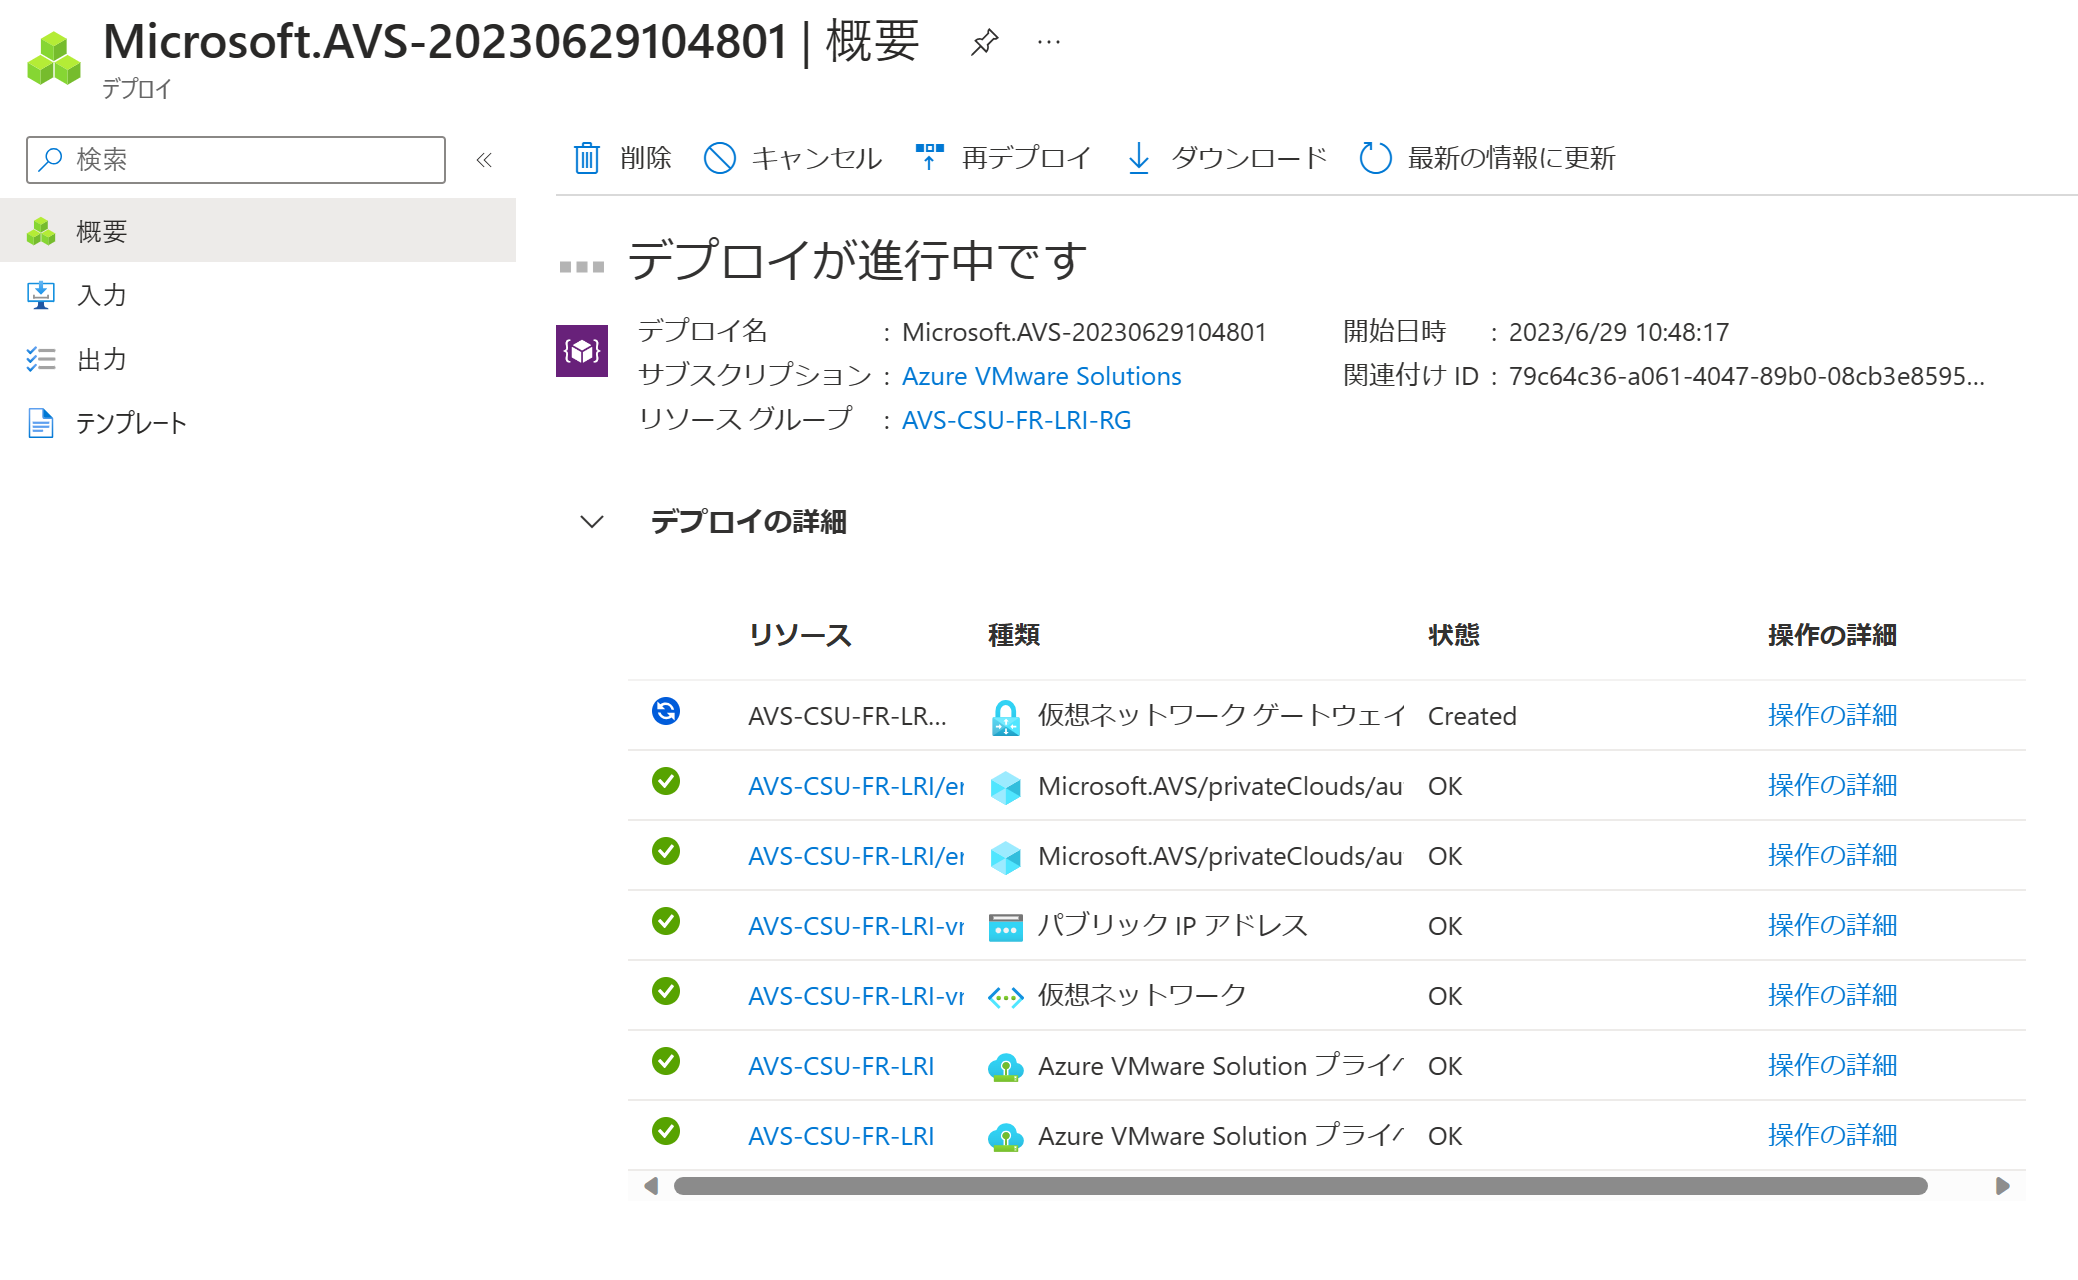 Microsoft.AVS-20230629104801 | 概要
デプロイ
検索
概要
入力
出力
テンプレート
削除 キャンセル 再デプロイ ダウンロード 最新の情報に更新
デプロイが進行中です
デプロイ名 : Microsoft.AVS-20230629104801 開始日時 : 2023/6/29 10:48:17
サブスクリプション : Azure VMware Solutions 関連付け ID : 79c64c36-a061-4047-89b0-08cb3e8595...
リソース グループ : AVS-CSU-FR-LRI-RG
デプロイの詳細
リソース 種類 状態 操作の詳細
AVS-CSU-FR-LR... 仮想ネットワーク ゲートウェイ Created 操作の詳細
AVS-CSU-FR-LRI/er Microsoft.AVS/privateClouds/au OK 操作の詳細
AVS-CSU-FR-LRI/er Microsoft.AVS/privateClouds/au OK 操作の詳細
AVS-CSU-FR-LRI-vr パブリック IP アドレス OK 操作の詳細
AVS-CSU-FR-LRI-vr 仮想ネットワーク OK 操作の詳細
AVS-CSU-FR-LRI Azure VMware Solution プライ OK 操作の詳細
AVS-CSU-FR-LRI Azure VMware Solution プライ OK 操作の詳細